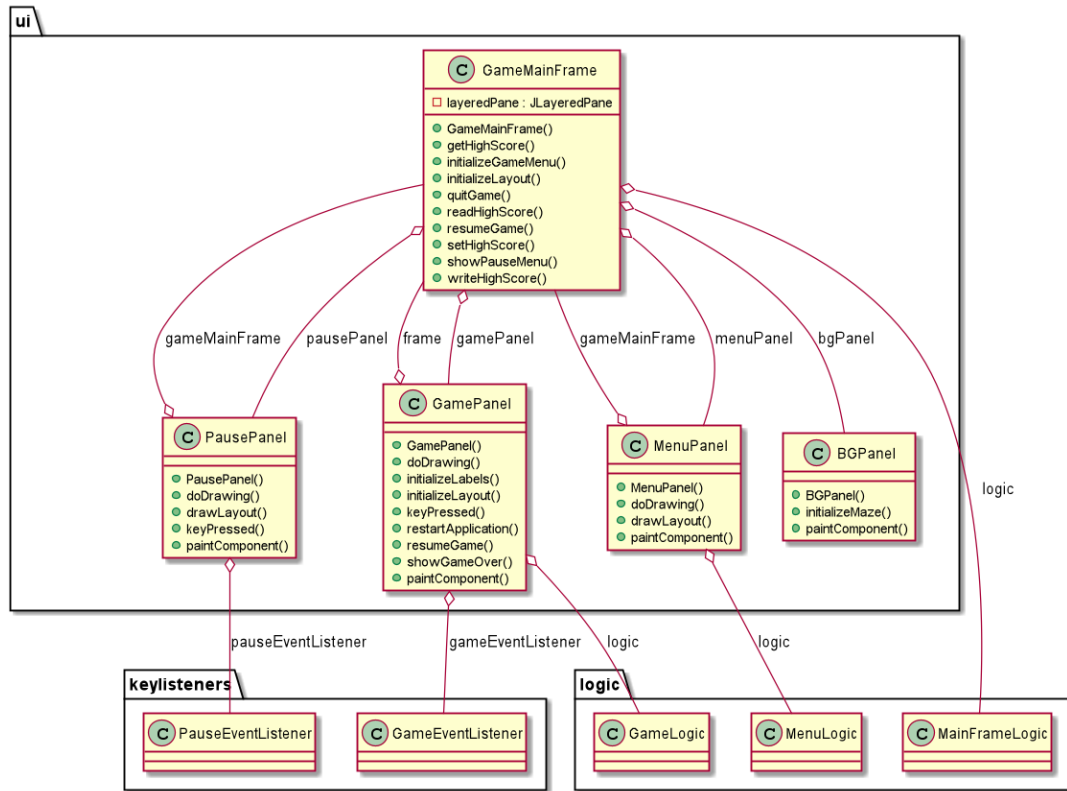 ui
C GameMainFrame
layeredPane : JLayeredPane
GameMainFrame()
getHighScore()
initializeGameMenu()
initializeLayout()
quitGame()
readHighScore()
resumeGame()
setHighScore()
showPauseMenu()
writeHighScore()
gameMainFrame
pausePanel
frame
gamePanel
gameMainFrame
menuPanel
bgPanel
logic
C PausePanel
PausePanel()
doDrawing()
drawLayout()
keyPressed()
paintComponent()
C GamePanel
GamePanel()
doDrawing()
initializeLabels()
initializeLayout()
keyPressed()
restartApplication()
resumeGame()
showGameOver()
paintComponent()
C MenuPanel
MenuPanel()
doDrawing()
drawLayout()
paintComponent()
C BGPanel
BGPanel()
initializeMaze()
paintComponent()
pauseEventListener
gameEventListener
logic
logic
keylisteners
C PauseEventListener
C GameEventListener
logic
C GameLogic
C MenuLogic
C MainFrameLogic